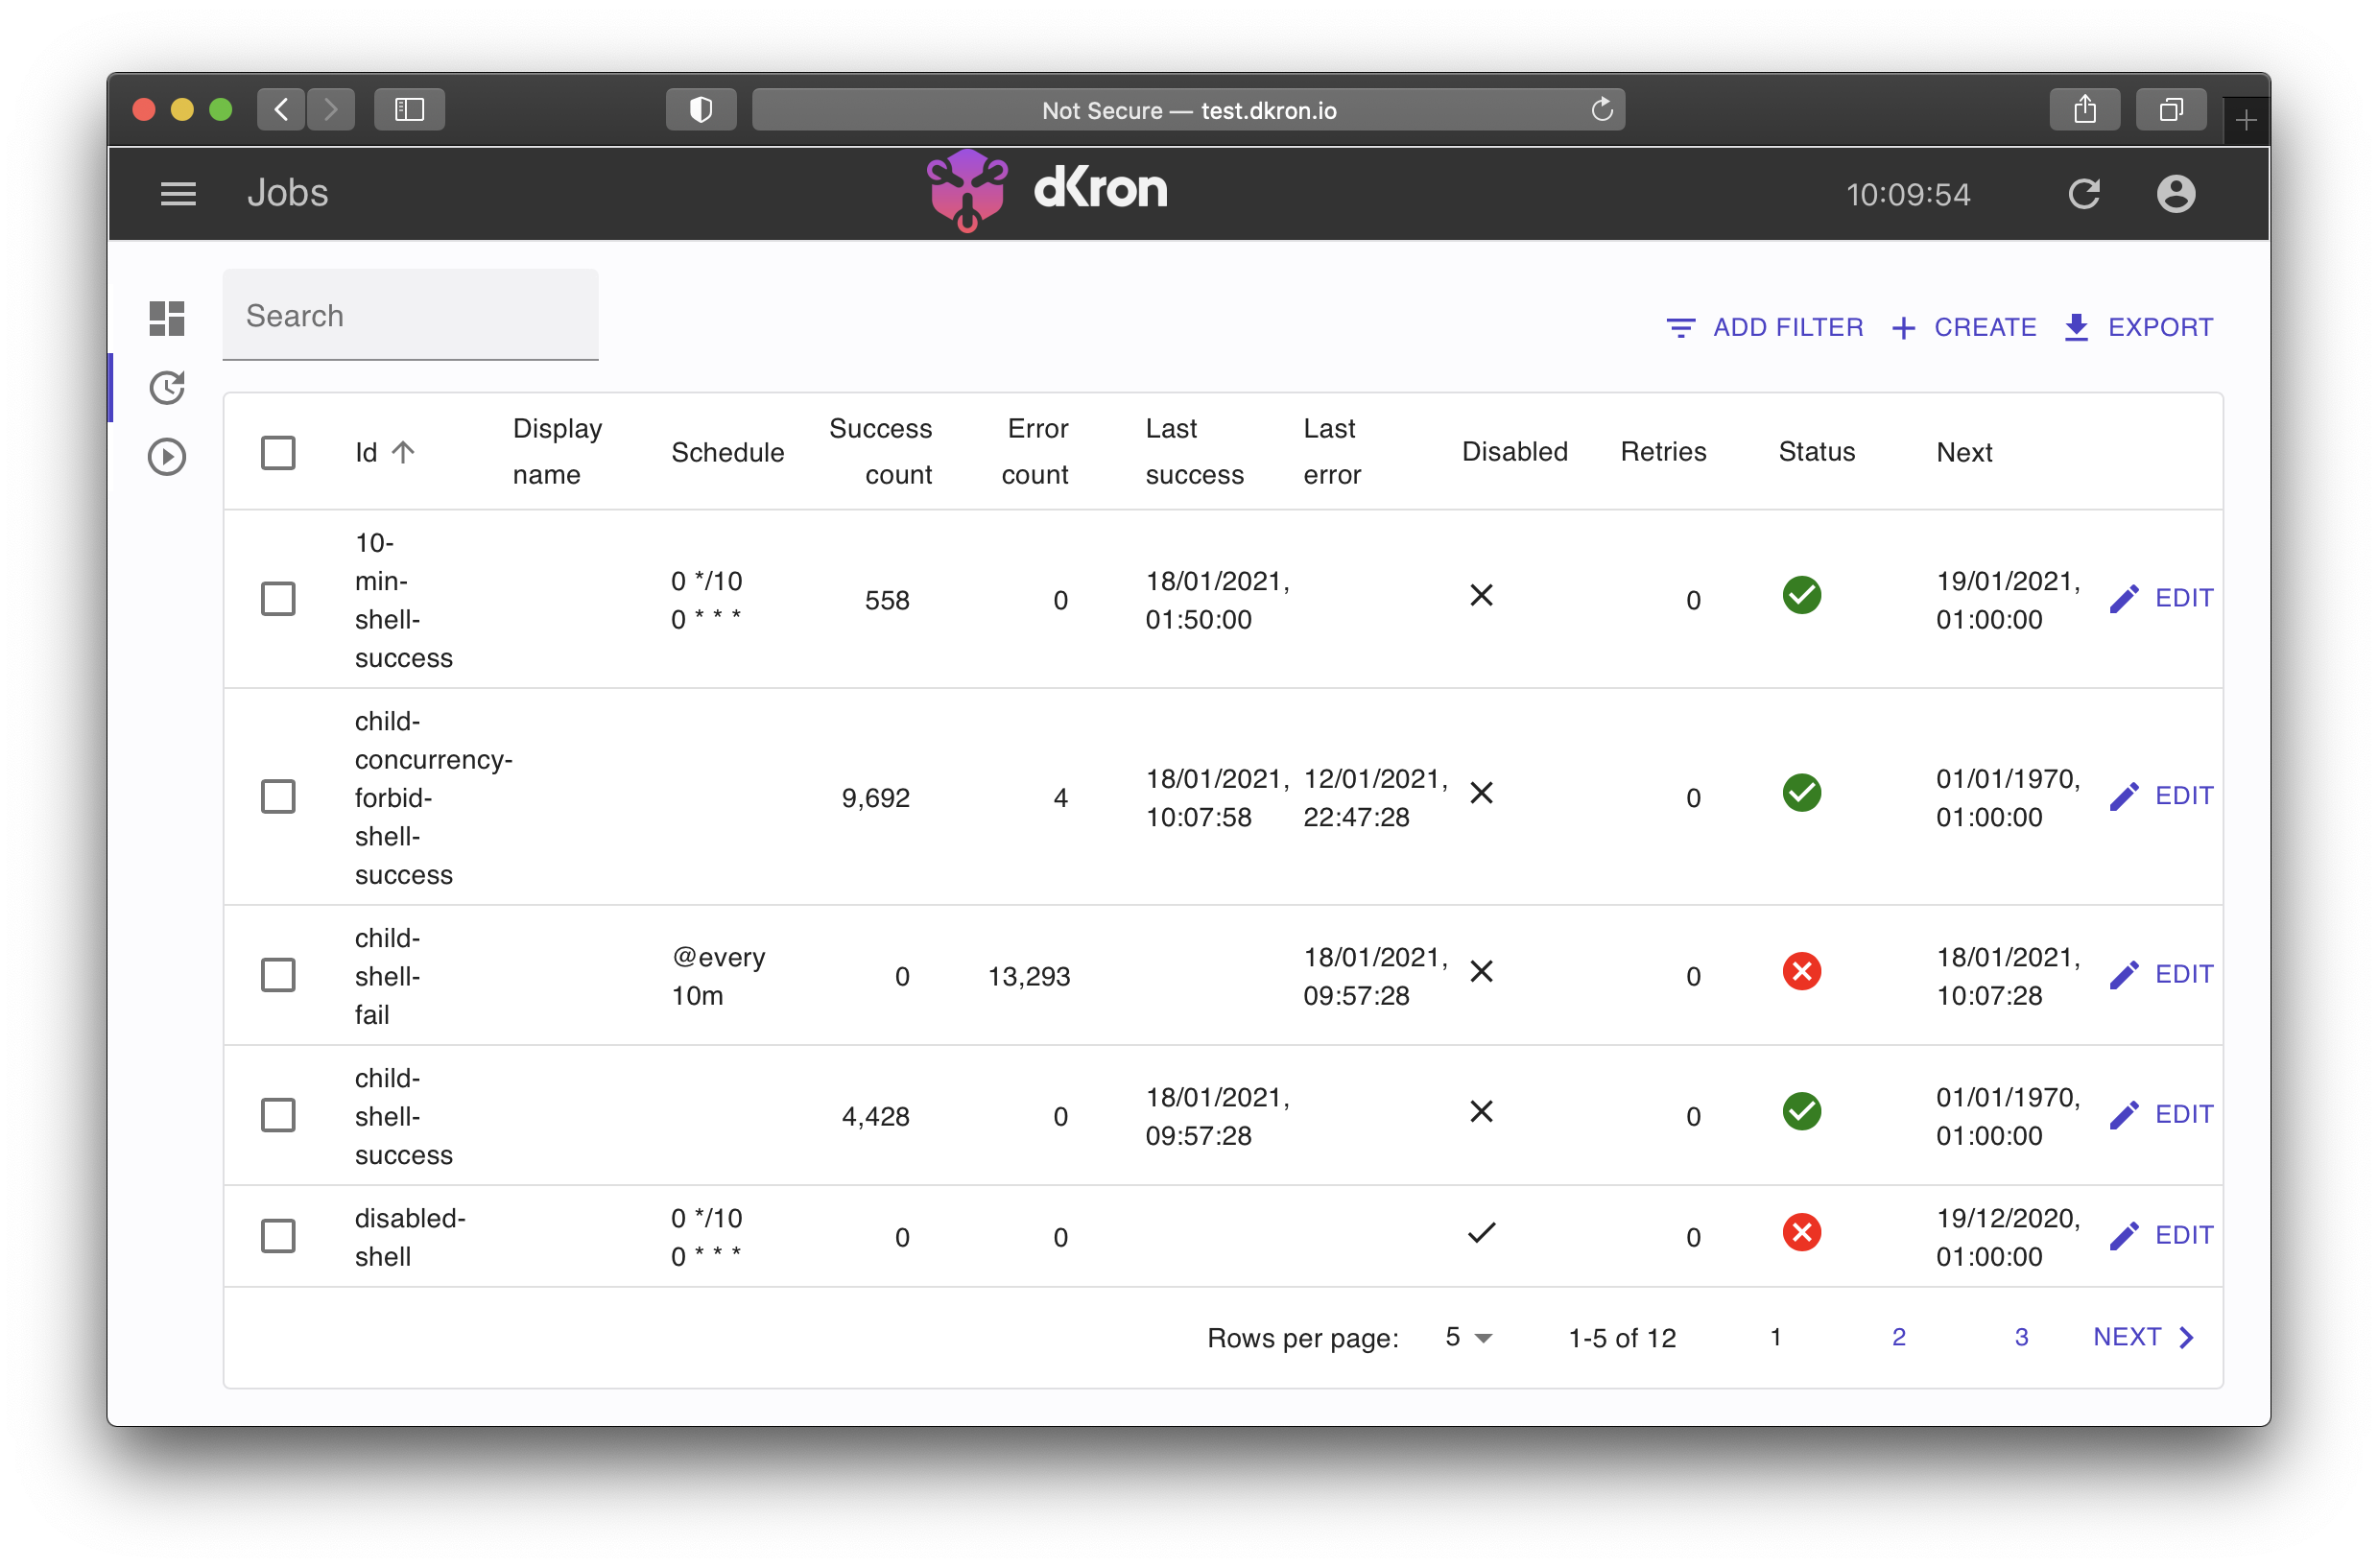 Not Secure — test.dkron.io
Jobs
dKron
10:09:54
Search
ADD FILTER
CREATE
EXPORT
Id
Display name
Schedule
Success count
Error count
Last success
Last error
Disabled
Retries
Status
Next
10-
min-
shell-
success
0 */10
0 * * *
558
0
18/01/2021,
01:50:00
0
19/01/2021,
01:00:00
EDIT
child-
concurrency-
forbid-
shell-
success
9,692
4
18/01/2021,
10:07:58
12/01/2021,
22:47:28
0
01/01/1970,
01:00:00
EDIT
child-
shell-
fail
@every
10m
0
13,293
18/01/2021,
09:57:28
0
18/01/2021,
10:07:28
EDIT
child-
shell-
success
4,428
0
18/01/2021,
09:57:28
0
01/01/1970,
01:00:00
EDIT
disabled-
shell
0 */10
0 * * *
0
0
0
19/12/2020,
01:00:00
EDIT
Rows per page:
5
1-5 of 12
1
2
3
NEXT